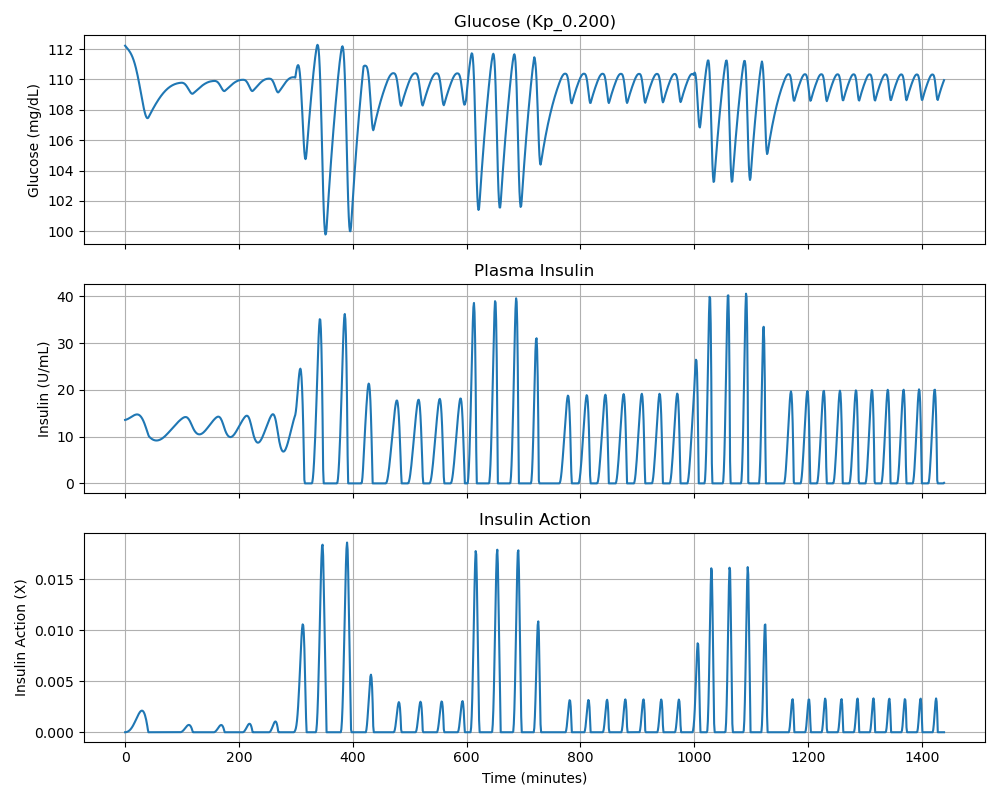 Glucose (Kp_0.200)
Glucose (mg/dL)
112
110
108
106
104
102
100
Plasma Insulin
Insulin (U/mL)
40
30
20
10
0
Insulin Action
Insulin Action (X)
0.015
0.010
0.005
0.000
0 200 400 600 800 1000 1200 1400
Time (minutes)